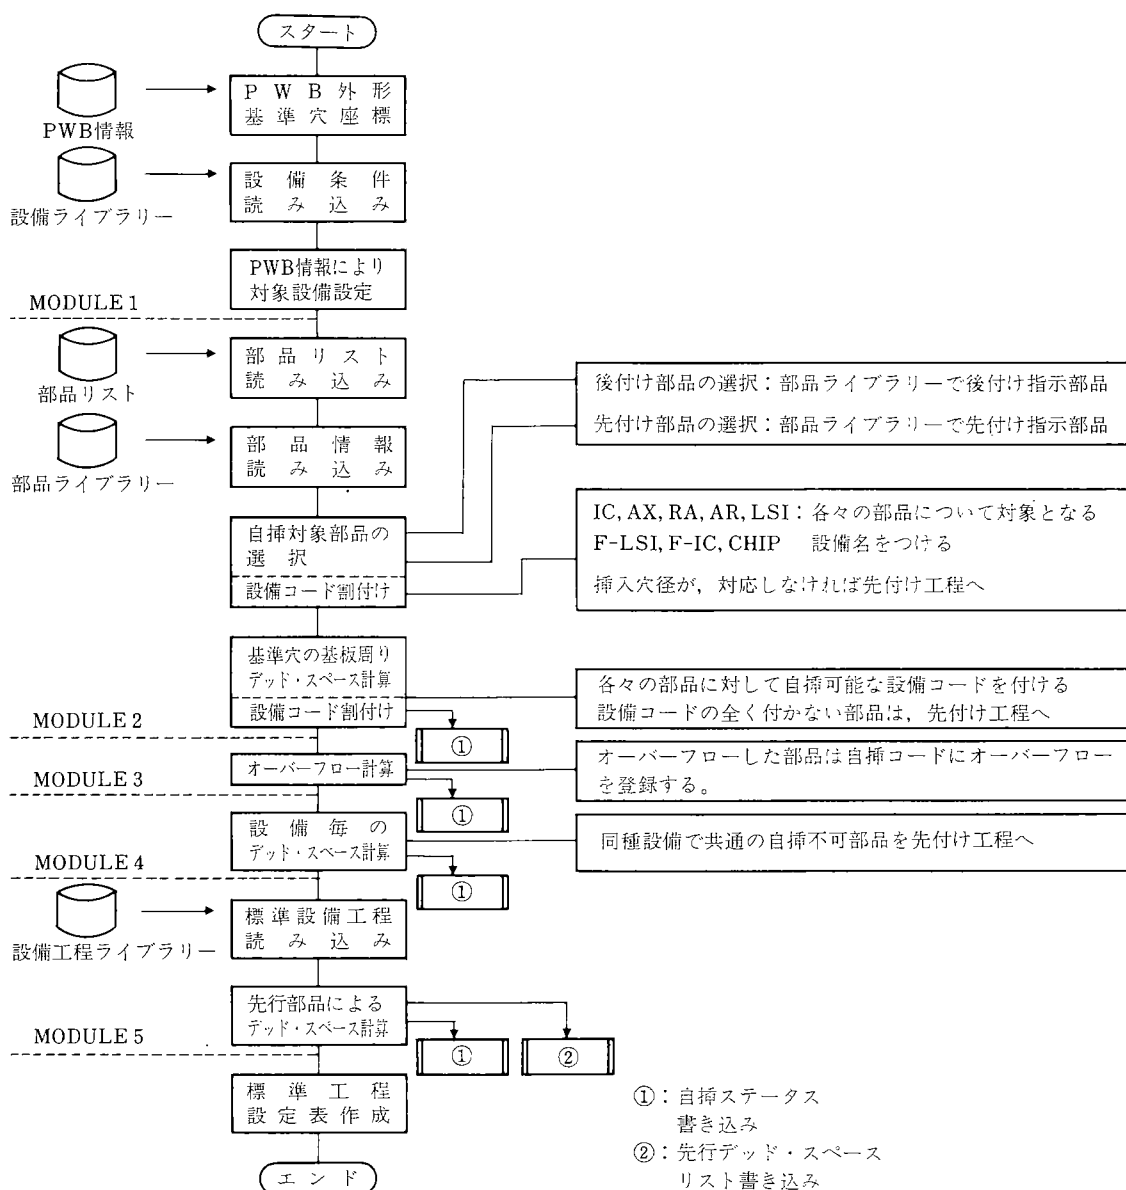 スタート
PWB外形
基準穴座標
PWB情報
設備条件
読み込み
設備ライブラリー
PWB情報により
対象設備設定
MODULE 1
部品リスト
読み込み
部品リスト
後付け部品の選択：部品ライブラリーで後付け指示部品
先付け部品の選択：部品ライブラリーで先付け指示部品
部品情報
読み込み
部品ライブラリー
自挿対象部品の
選択
設備コード割付け
IC, AX, RA, AR, LSI：各々の部品について対象となる
F-LSI, F-IC, CHIP 設備名をつける
挿入穴径が，対応しなければ先付け工程へ
基準穴の基板周り
デッド・スペース計算
設備コード割付け
各々の部品に対して自挿可能な設備コードを付ける
設備コードの全く付かない部品は，先付け工程へ
MODULE 2
①
オーバーフロー計算
オーバーフローした部品は自挿コードにオーバーフロー
を登録する。
MODULE 3
①
設備毎の
デッド・スペース計算
同種設備で共通の自挿不可部品を先付け工程へ
MODULE 4
①
標準設備工程
読み込み
設備工程ライブラリー
先行部品による
デッド・スペース計算
MODULE 5
①
②
標準工程
設定表作成
①：自挿ステータス
書き込み
②：先行デッド・スペース
リスト書き込み
エンド